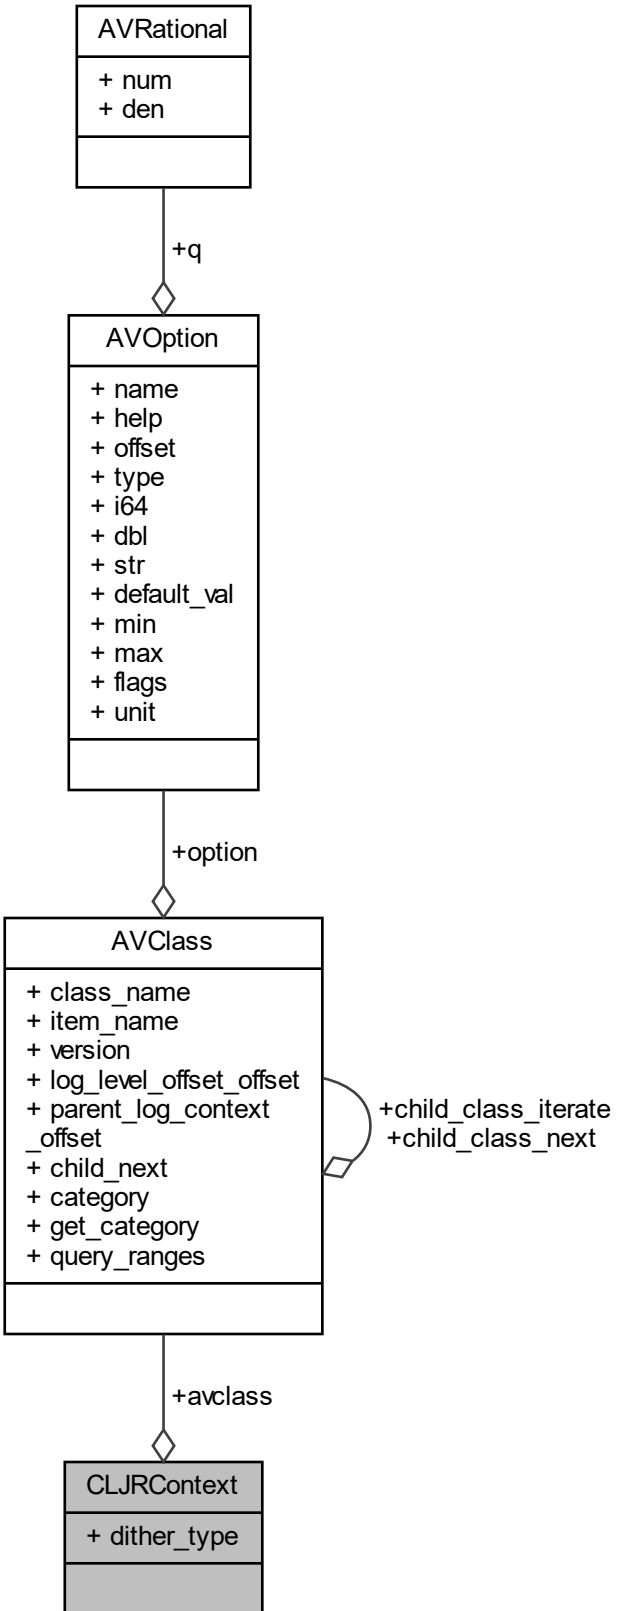 AVRational
+ num
+ den
+q
AVOption
+ name
+ help
+ offset
+ type
+ i64
+ dbl
+ str
+ default_val
+ min
+ max
+ flags
+ unit
+option
AVClass
+ class_name
+ item_name
+ version
+ log_level_offset_offset
+ parent_log_context
_offset
+ child_next
+ category
+ get_category
+ query_ranges
+child_class_iterate
+child_class_next
+avclass
CLJRContext
+ dither_type